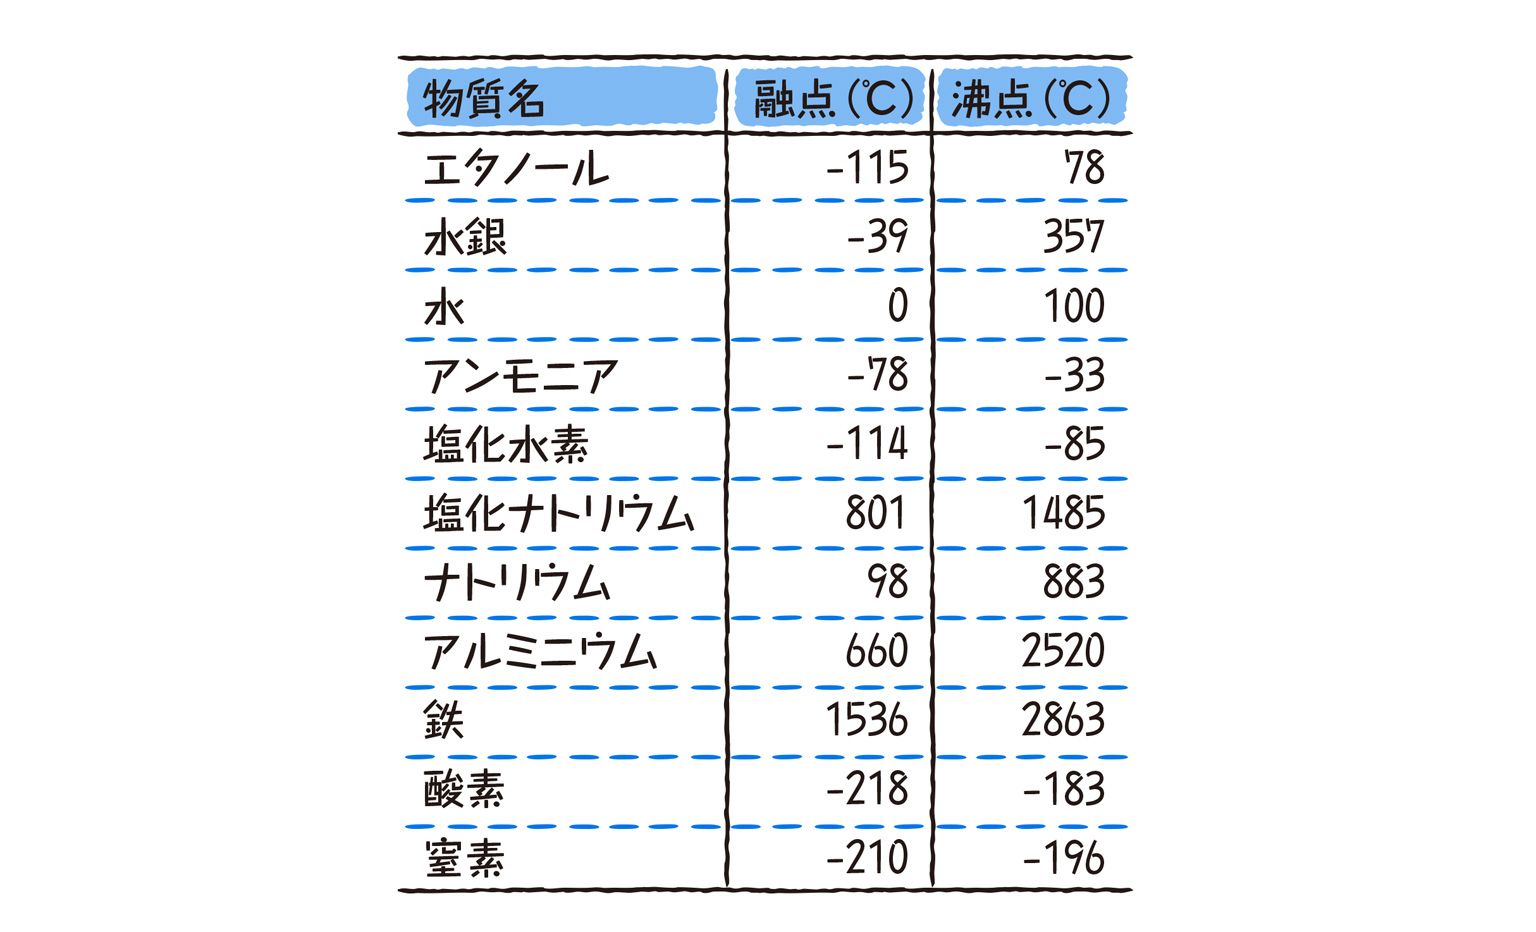 物質名 融点(℃) 沸点(℃)
エタノール -115 78
水銀 -39 357
水 0 100
アンモニア -78 -33
塩化水素 -114 -85
塩化ナトリウム 801 1485
ナトリウム 98 883
アルミニウム 660 2520
鉄 1536 2863
酸素 -218 -183
窒素 -210 -196